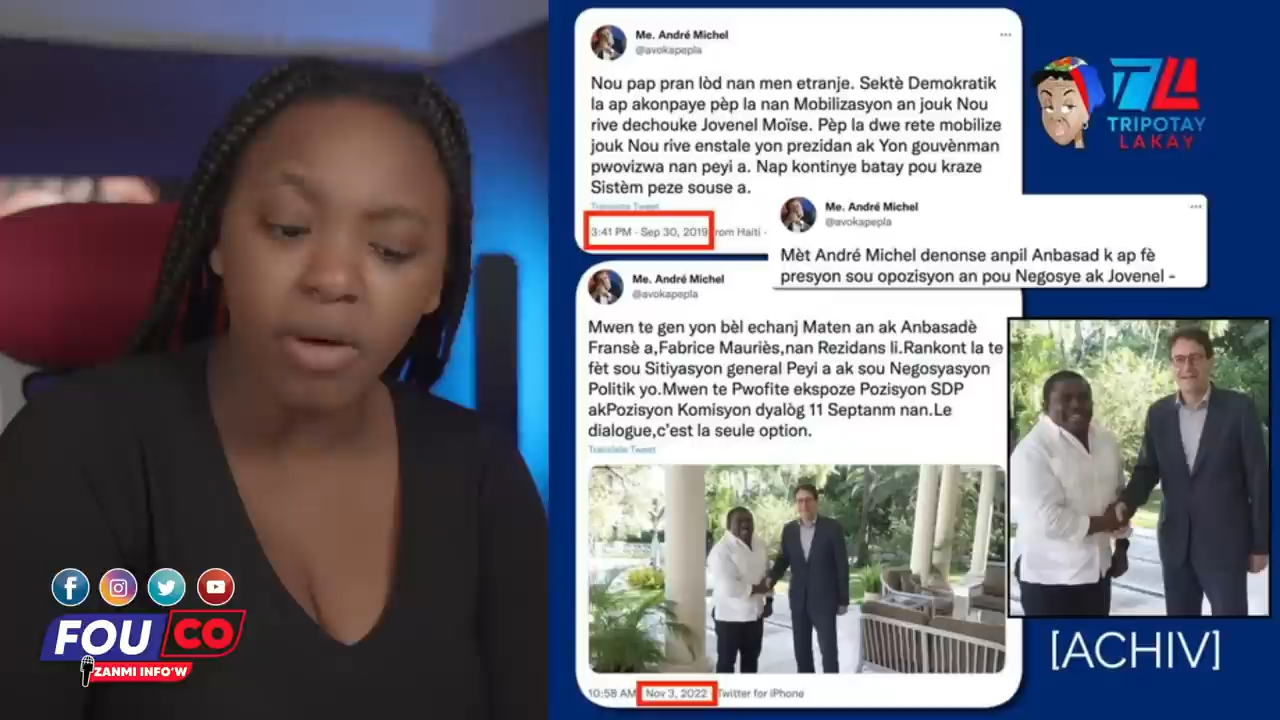 Me. André Michel
@avokapepla
Nou pap pran lòd nan men etranje. Sektè Demokratik
la ap akonpaye pèp la nan Mobilizasyon an jouk Nou
rive dechouke Jovenel Moïse. Pèp la dwe rete mobilize
jouk Nou rive enstale yon prezidan ak Yon gouvènman
pwovizwa nan peyi a. Nap kontinye batay pou kraze
Sistèm peze souse a.
Translate Tweet
3:41 PM · Sep 30, 2019 from Haiti ·
TL
TRIPOTAY
LAKAY
Me. André Michel
@avokapepla
Mèt André Michel denonse anpil Anbasad k ap fè
presyon sou opozisyon an pou Negosye ak Jovenel -
Me. André Michel
@avokapepla
Mwen te gen yon bèl echanj Maten an ak Anbasadè
Fransè a,Fabrice Mauriès,nan Rezidans li.Rankont la te
fèt sou Sitiyasyon general Peyi a ak sou Negosyasyon
Politik yo.Mwen te Pwofite ekspoze Pozisyon SDP
akPozisyon Komisyon dyalòg 11 Septanm nan.Le
dialogue,c'est la seule option.
Translate Tweet
10:58 AM · Nov 3, 2022 · Twitter for iPhone
[ACHIV]
FOU CO
ZANMI INFO'W